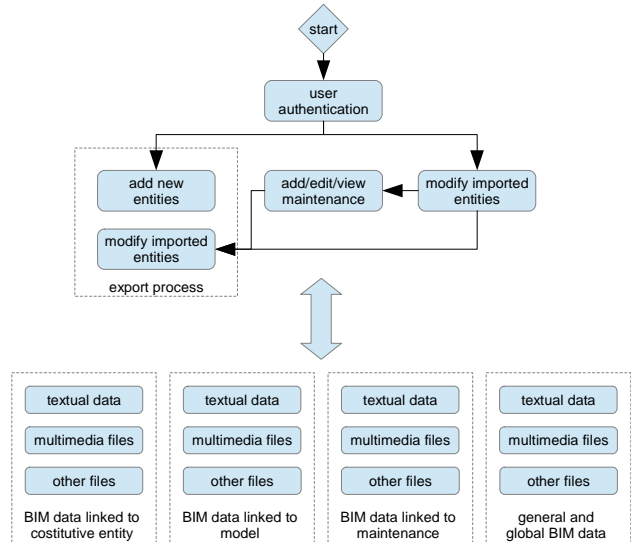 start
user
authentication
add new
entities
add/edit/view
maintenance
modify imported
entities
modify imported
entities
export process
textual data
multimedia files
other files
BIM data linked to
costitutive entity
textual data
multimedia files
other files
BIM data linked to
model
textual data
multimedia files
other files
BIM data linked to
maintenance
textual data
multimedia files
other files
general and
global BIM data